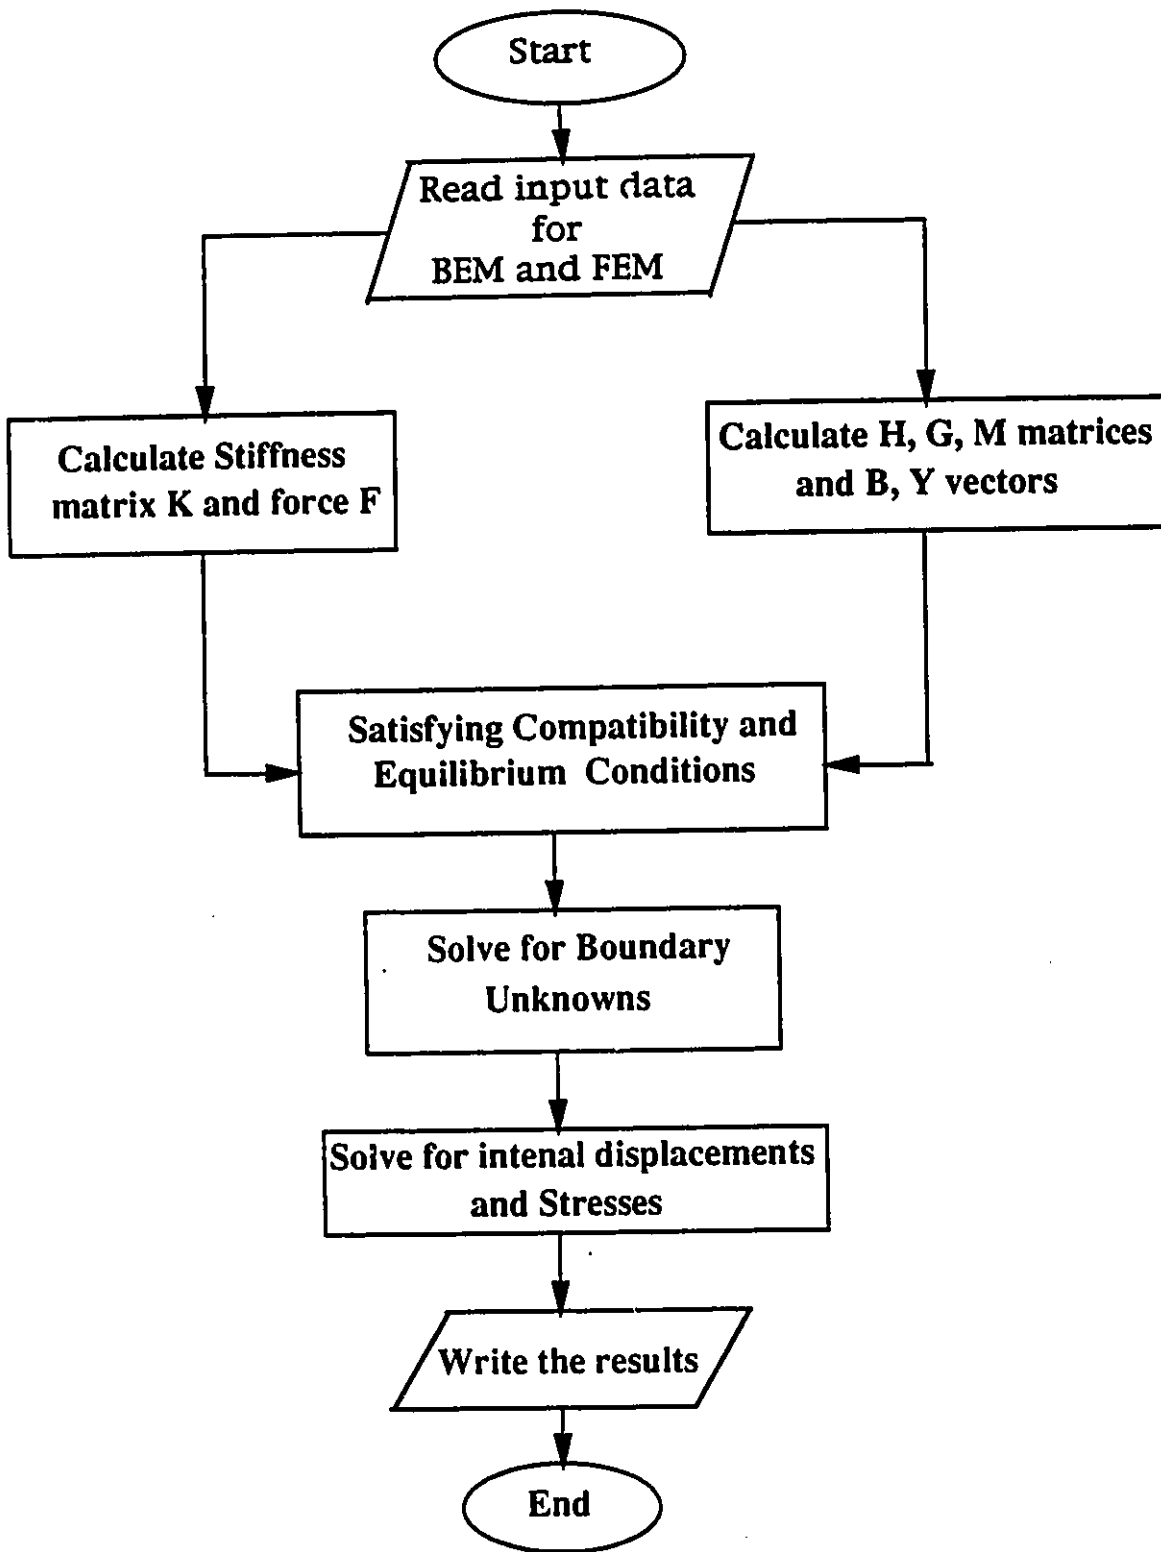 Start
Read input data
for
BEM and FEM
Calculate Stiffness
matrix K and force F
Calculate H, G, M matrices
and B, Y vectors
Satisfying Compatibility and
Equilibrium Conditions
Solve for Boundary
Unknowns
Solve for intenal displacements
and Stresses
Write the results
End